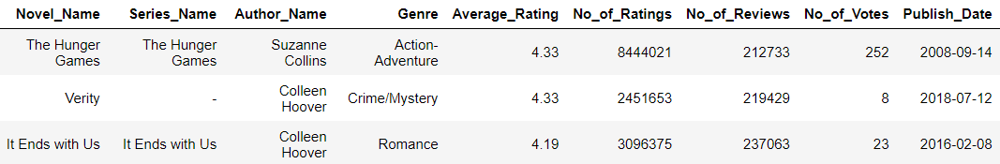 Novel_Name Series_Name Author_Name Genre Average_Rating No_of_Ratings No_of_Reviews No_of_Votes Publish_Date
The Hunger Games The Hunger Games Suzanne Collins Action-Adventure 4.33 8444021 212733 252 2008-09-14
Verity - Colleen Hoover Crime/Mystery 4.33 2451653 219429 8 2018-07-12
It Ends with Us It Ends with Us Colleen Hoover Romance 4.19 3096375 237063 23 2016-02-08